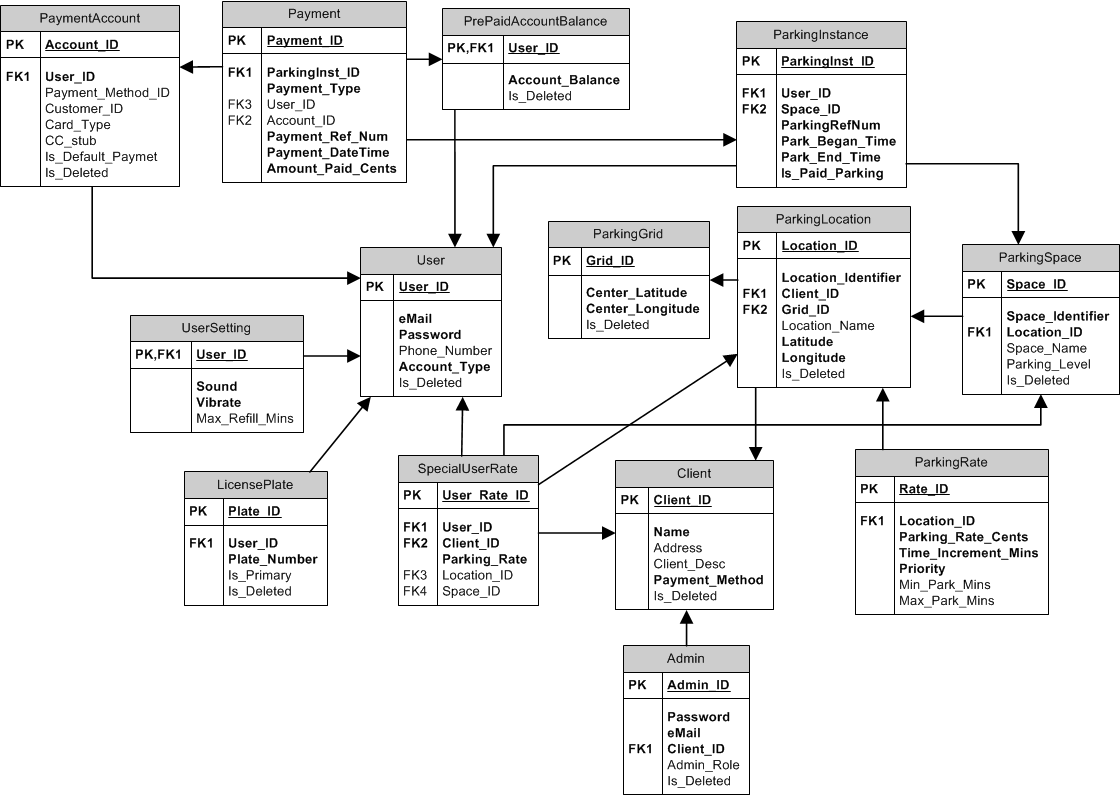 PaymentAccount
PK Account_ID
FK1 User_ID
Payment_Method_ID
Customer_ID
Card_Type
CC_stub
Is_Default_Paymet
Is_Deleted
Payment
PK Payment_ID
FK1 ParkingInst_ID
Payment_Type
FK3 User_ID
FK2 Account_ID
Payment_Ref_Num
Payment_DateTime
Amount_Paid_Cents
PrePaidAccountBalance
PK,FK1 User_ID
Account_Balance
Is_Deleted
ParkingInstance
PK ParkingInst_ID
FK1 User_ID
FK2 Space_ID
ParkingRefNum
Park_Began_Time
Park_End_Time
Is_Paid_Parking
User
PK User_ID
eMail
Password
Phone_Number
Account_Type
Is_Deleted
ParkingGrid
PK Grid_ID
Center_Latitude
Center_Longitude
Is_Deleted
ParkingLocation
PK Location_ID
Location_Identifier
FK1 Client_ID
FK2 Grid_ID
Location_Name
Latitude
Longitude
Is_Deleted
ParkingSpace
PK Space_ID
Space_Identifier
FK1 Location_ID
Space_Name
Parking_Level
Is_Deleted
UserSetting
PK,FK1 User_ID
Sound
Vibrate
Max_Refill_Mins
LicensePlate
PK Plate_ID
FK1 User_ID
Plate_Number
Is_Primary
Is_Deleted
SpecialUserRate
PK User_Rate_ID
FK1 User_ID
FK2 Client_ID
Parking_Rate
FK3 Location_ID
FK4 Space_ID
Client
PK Client_ID
Name
Address
Client_Desc
Payment_Method
Is_Deleted
ParkingRate
PK Rate_ID
FK1 Location_ID
Parking_Rate_Cents
Time_Increment_Mins
Priority
Min_Park_Mins
Max_Park_Mins
Admin
PK Admin_ID
Password
eMail
FK1 Client_ID
Admin_Role
Is_Deleted